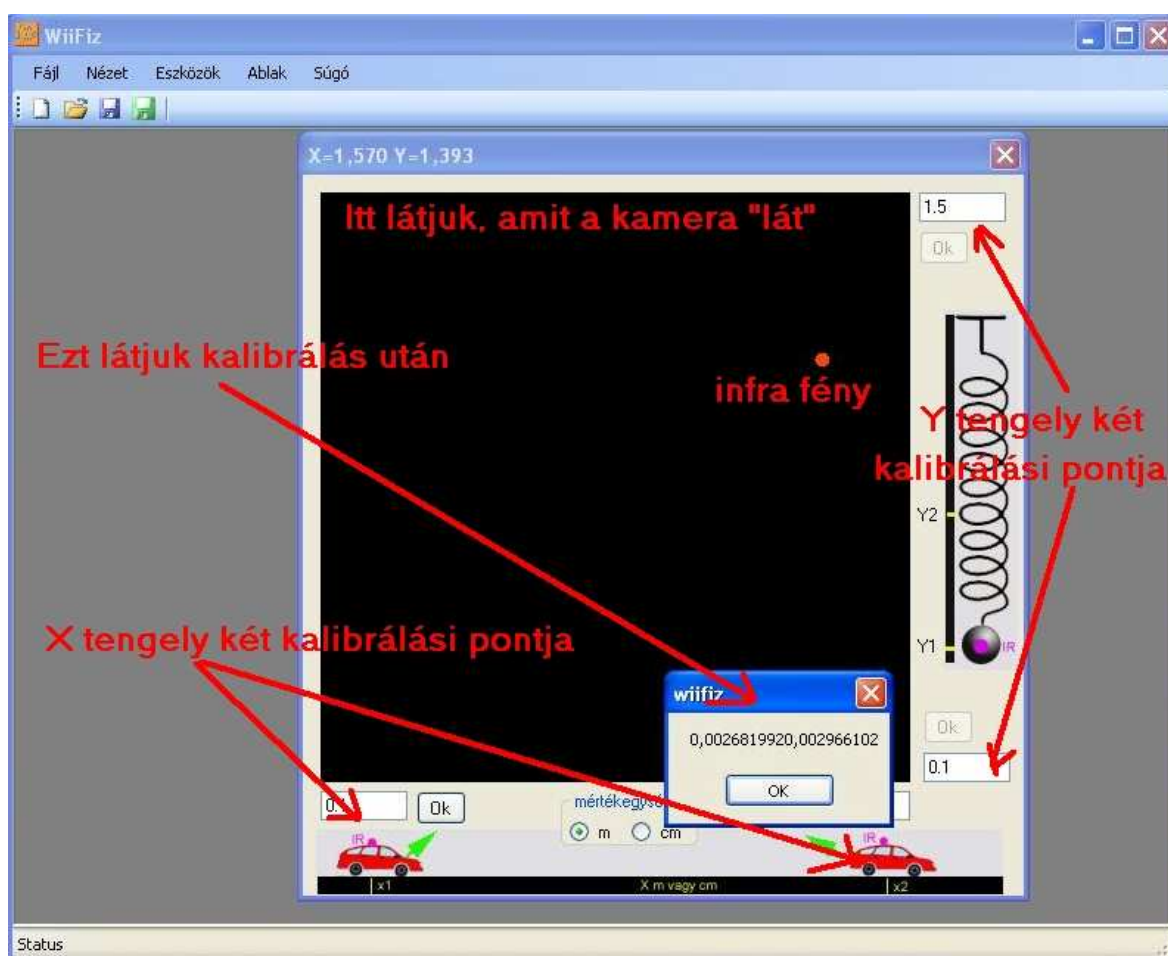 WiiFiz
Fájl Nézet Eszközök Ablak Súgó
X=1,570 Y=1,393
Itt látjuk, amit a kamera "lát"
1.5
Ok
Ezt látjuk kalibrálás után
infra fény
Y tengely két
kalibrálási pontja
Y2
X tengely két kalibrálási pontja
Y1
IR
wiifiz
0,0026819920,002966102
OK
Ok
0.1
Ok
m cm
IR
IR
x1 X m vagy cm x2
Status